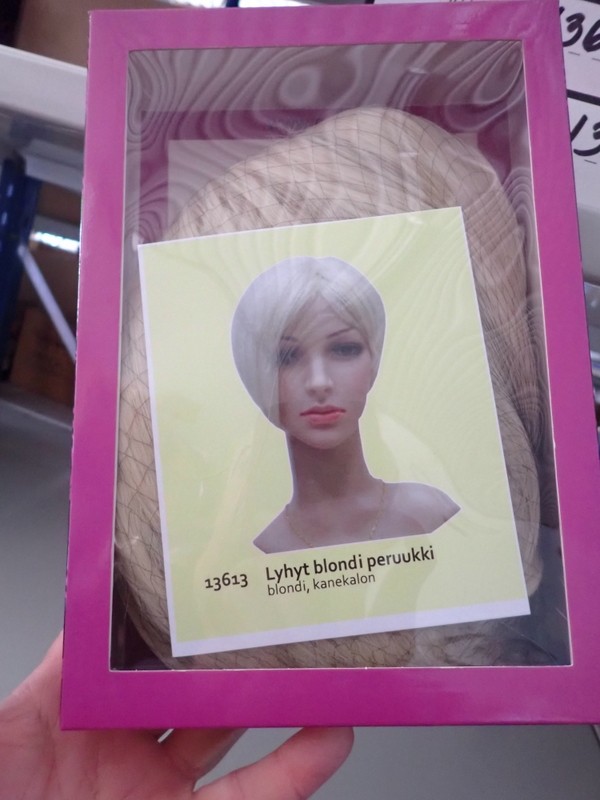 13613 Lyhyt blondi peruukki
blondi, kanekalon